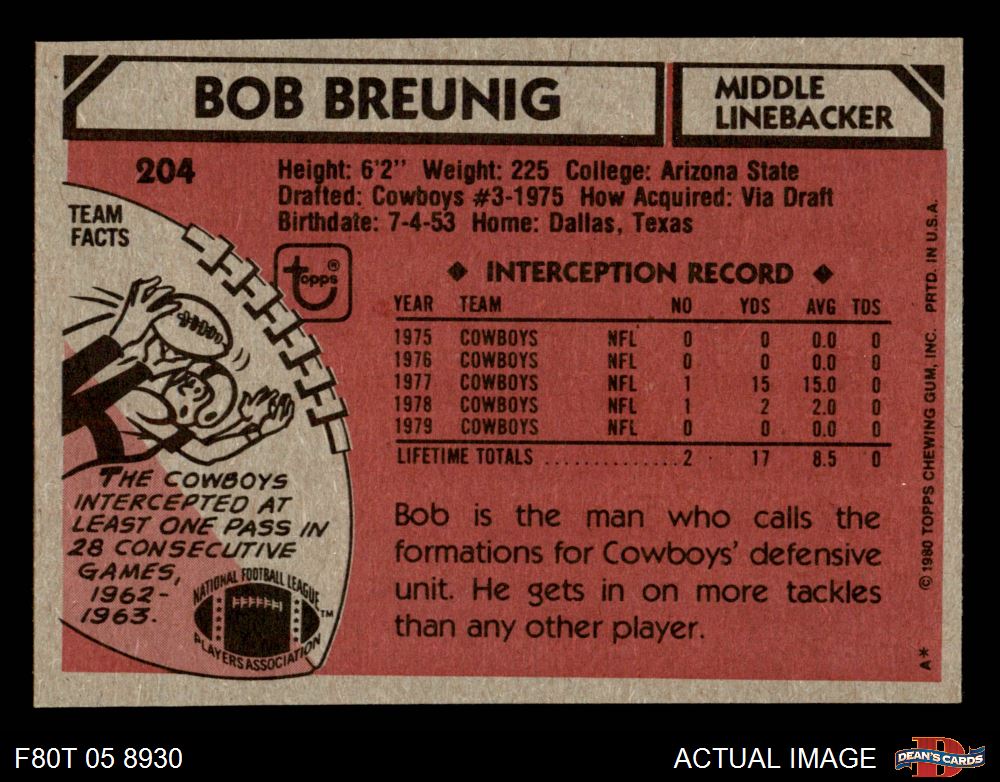 BOB BREUNIG
MIDDLE
LINEBACKER
204
Height: 6'2" Weight: 225 College: Arizona State
Drafted: Cowboys #3-1975 How Acquired: Via Draft
Birthdate: 7-4-53 Home: Dallas, Texas
TEAM
FACTS
topps®
◆ INTERCEPTION RECORD ◆
YEAR TEAM NO YDS AVG TDS
1975 COWBOYS NFL 0 0 0.0 0
1976 COWBOYS NFL 0 0 0.0 0
1977 COWBOYS NFL 1 15 15.0 0
1978 COWBOYS NFL 1 2 2.0 0
1979 COWBOYS NFL 0 0 0.0 0
LIFETIME TOTALS ................ 2 17 8.5 0
THE COWBOYS
INTERCEPTED AT
LEAST ONE PASS IN
28 CONSECUTIVE
GAMES,
1962-
1963.
NATIONAL FOOTBALL LEAGUE
PLAYERS ASSOCIATION
TM
Bob is the man who calls the
formations for Cowboys' defensive
unit. He gets in on more tackles
than any other player.
A* © 1980 TOPPS CHEWING GUM, INC. PRTD. IN U.S.A.
F80T 05 8930
ACTUAL IMAGE
D
DEAN'S CARDS